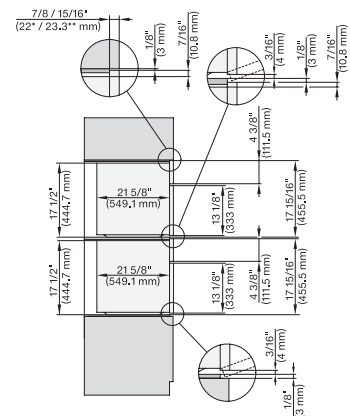 7/8 / 15/16"
(22* / 23.3** mm)
1/8"
(3 mm)
7/16"
(10.8 mm)
3/16"
(4 mm)
1/8"
(3 mm)
7/16"
(10.8 mm)
4 3/8"
(111.5 mm)
17 1/2"
(444.7 mm)
21 5/8"
(549.1 mm)
13 1/8"
(333 mm)
17 15/16"
(455.5 mm)
17 1/2"
(444.7 mm)
21 5/8"
(549.1 mm)
13 1/8"
(333 mm)
4 3/8"
(111.5 mm)
17 15/16"
(455.5 mm)
3/16"
(4 mm)
1/8"
(3 mm)